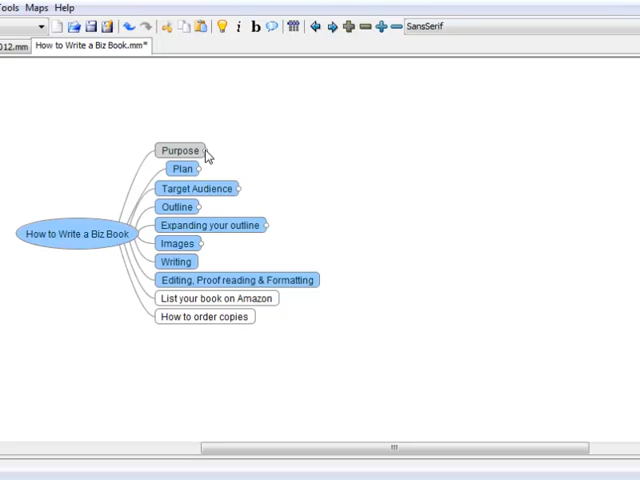 Tools Maps Help
SansSerif
012.mm How to Write a Biz Book.mm*
Purpose
Plan
Target Audience
Outline
Expanding your outline
How to Write a Biz Book
Images
Writing
Editing, Proof reading & Formatting
List your book on Amazon
How to order copies